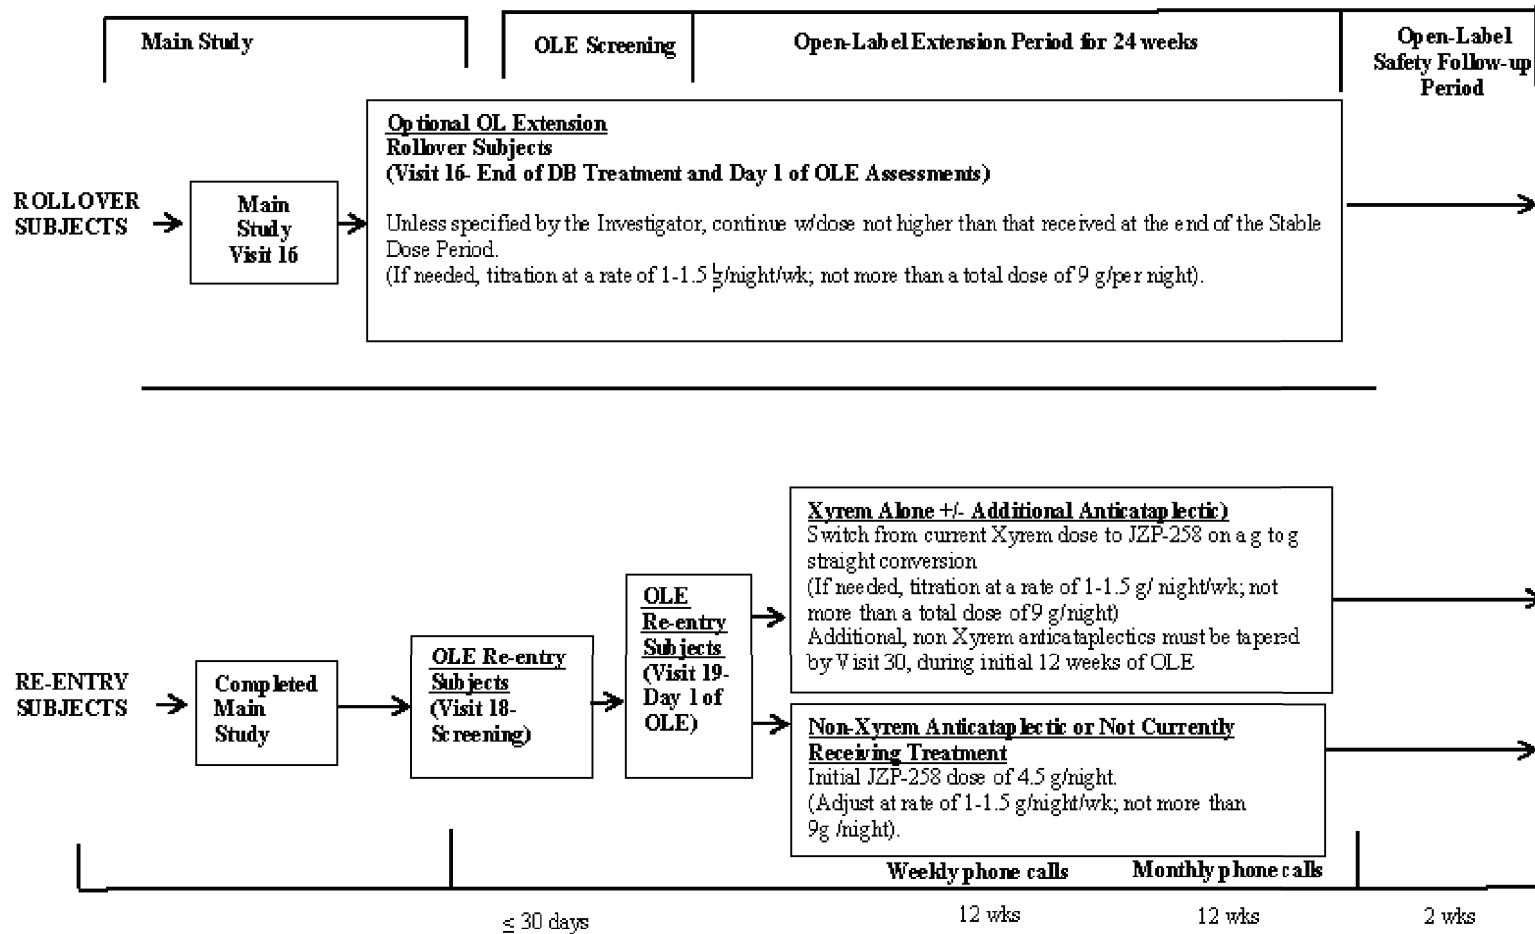 Main Study
OLE Screening
Open-Label Extension Period for 24 weeks
Open-Label
Safety Follow-up
Period
ROLLOVER
SUBJECTS
Main
Study
Visit 16
Optional OL Extension
Rollover Subjects
(Visit 16- End of DB Treatment and Day 1 of OLE Assessments)
Unless specified by the Investigator, continue w/dose not higher than that received at the end of the Stable
Dose Period.
(If needed, titration at a rate of 1-1.5 g/night/wk; not more than a total dose of 9 g/per night).
RE-ENTRY
SUBJECTS
Completed
Main
Study
OLE Re-entry
Subjects
(Visit 18-
Screening)
OLE
Re-entry
Subjects
(Visit 19-
Day 1 of
OLE)
Xyrem Alone +/- Additional Anticataplectic)
Switch from current Xyrem dose to JZP-258 on a g to g
straight conversion
(If needed, titration at a rate of 1-1.5 g/ night/wk; not
more than a total dose of 9 g/night)
Additional, non Xyrem anticataplectics must be tapered
by Visit 30, during initial 12 weeks of OLE
Non-Xyrem Anticataplectic or Not Currently
Receiving Treatment
Initial JZP-258 dose of 4.5 g/night.
(Adjust at rate of 1-1.5 g/night/wk; not more than
9g /night).
Weekly phone calls
Monthly phone calls
≤ 30 days
12 wks
12 wks
2 wks